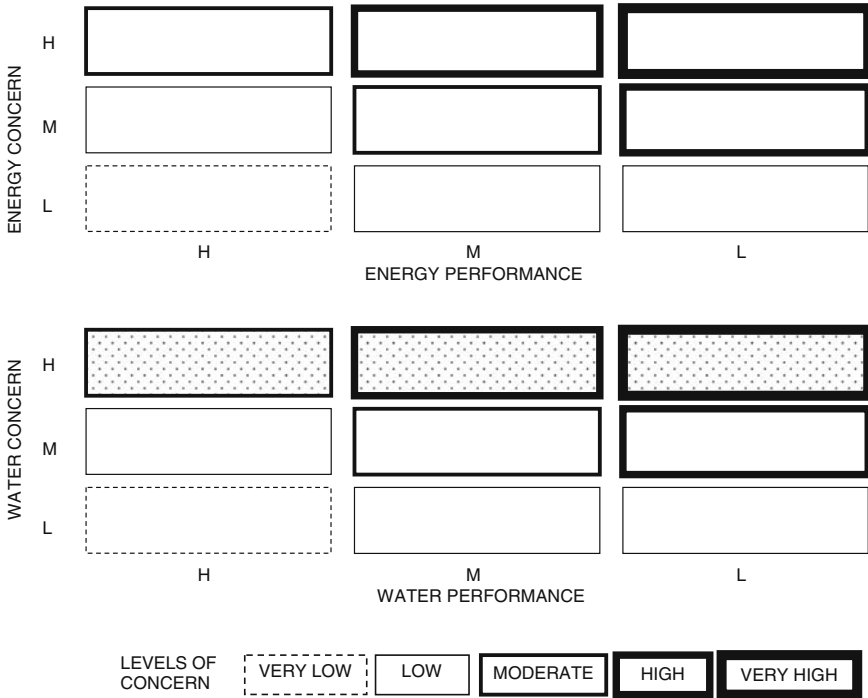 H
M
L
ENERGY CONCERN
H M L
ENERGY PERFORMANCE
H
M
L
WATER CONCERN
H M L
WATER PERFORMANCE
LEVELS OF
CONCERN
VERY LOW LOW MODERATE HIGH VERY HIGH